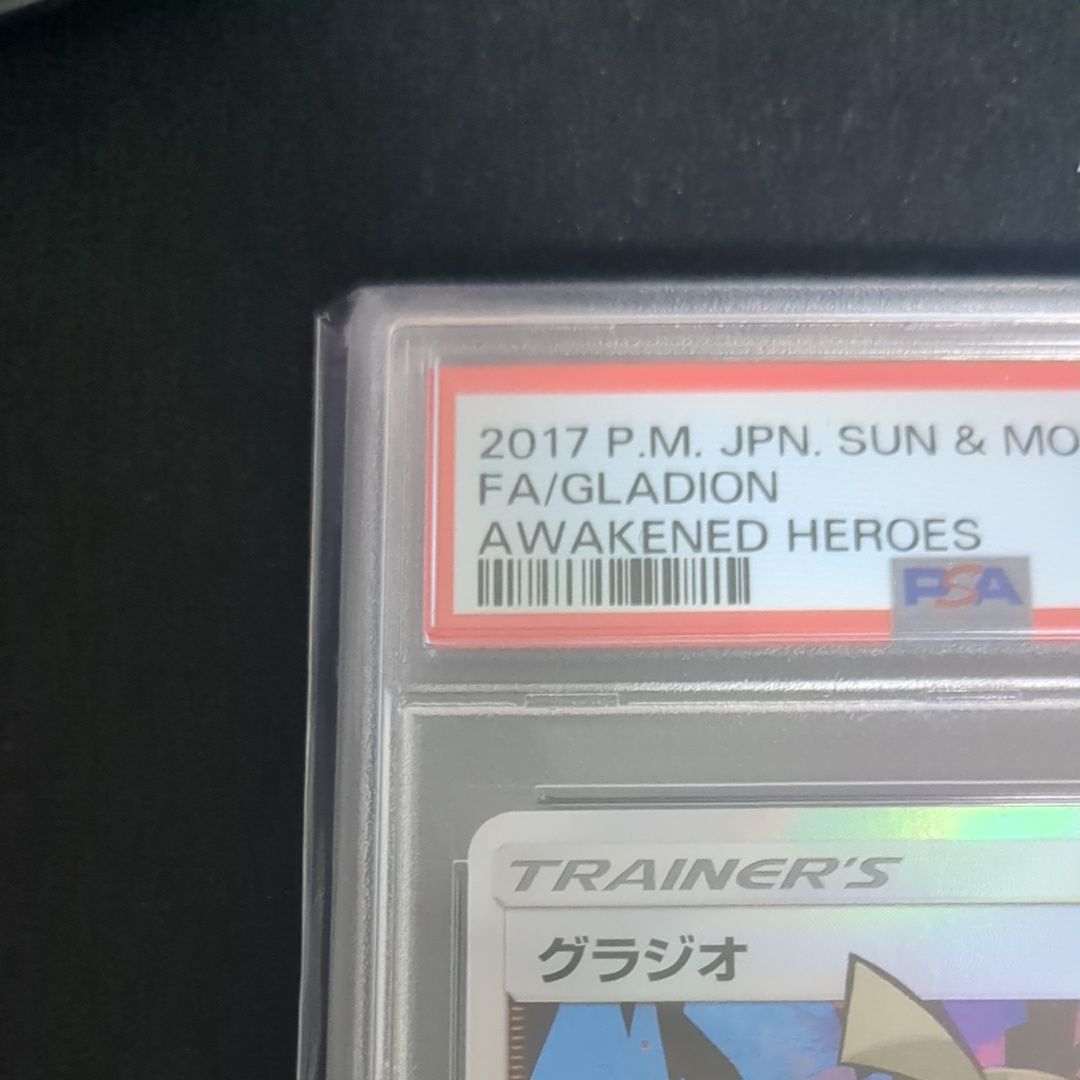 2017 P.M. JPN. SUN & MO
FA/GLADION
AWAKENED HEROES
PSA
TRAINER'S
グラジオ